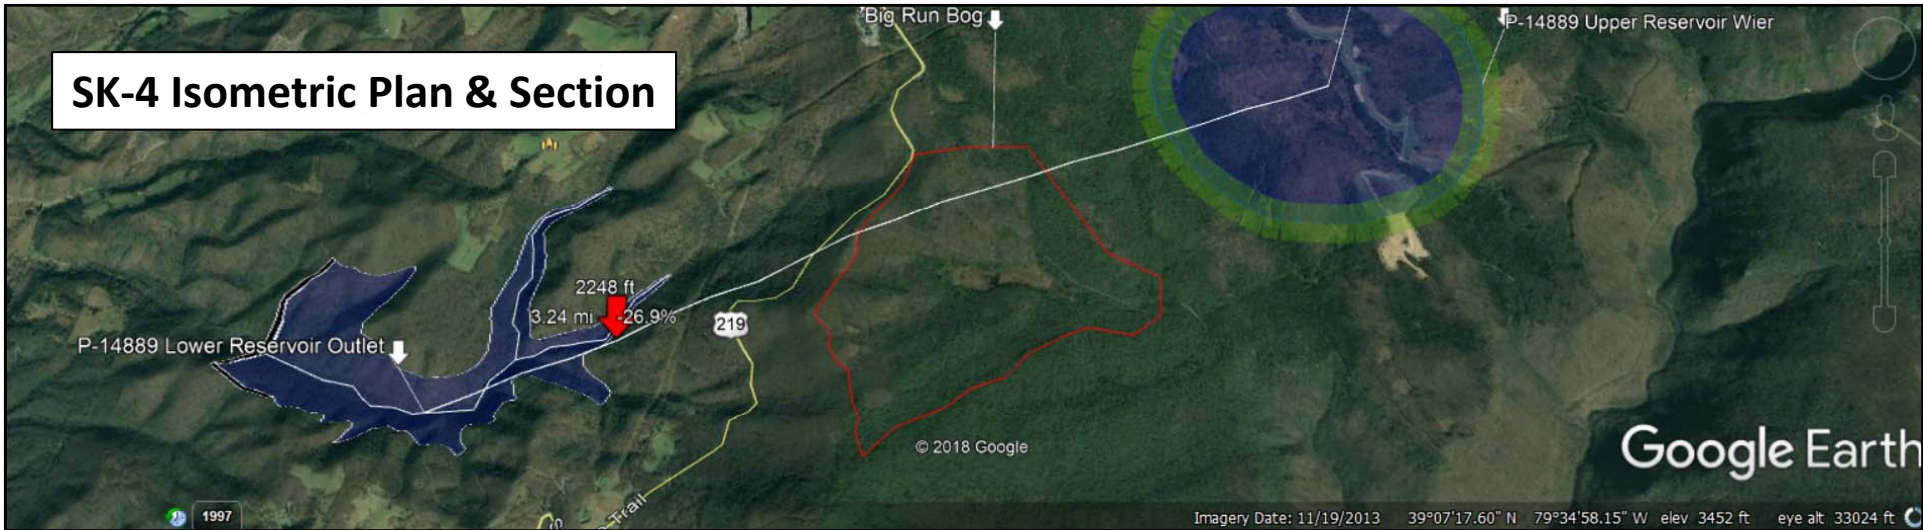 Big Run Bog
P-14889 Upper Reservoir Wier
SK-4 Isometric Plan & Section
2248 ft
3.24 mi -26.9%
219
P-14889 Lower Reservoir Outlet
© 2018 Google
Google Earth
Trail
1997
Imagery Date: 11/19/2013 39°07'17.60" N 79°34'58.15" W elev 3452 ft eye alt 33024 ft